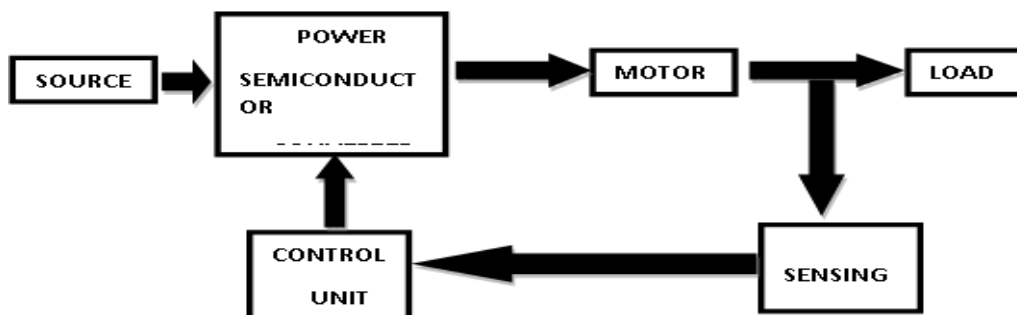 SOURCE
POWER
SEMICONDUCT
OR
MOTOR
LOAD
CONTROL
UNIT
SENSING